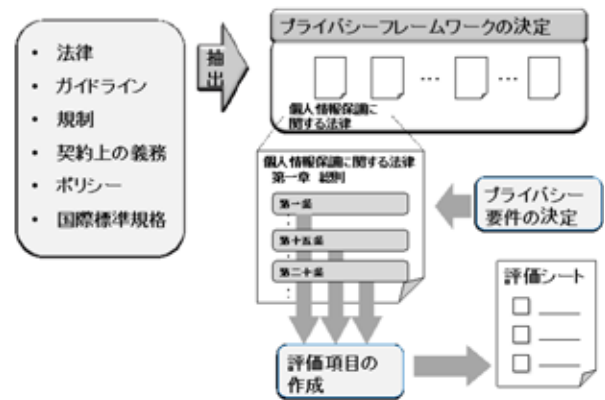 ・ 法律
・ ガイドライン
・ 規制
・ 契約上の義務
・ ポリシー
・ 国際標準規格
抽出
プライバシーフレームワークの決定
… …
個人情報保護に
関する法律
個人情報保護に関する法律
第一章 総則
第一条
:
第十五条
:
第二十条
:
プライバシー
要件の決定
評価項目の
作成
評価シート